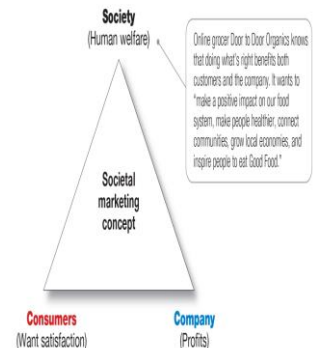 Society
(Human welfare)
Online grocer Door to Door Organics knows
that doing what's right benefits both
customers and the company. It wants to
"make a positive impact on our food
system, make people healthier, connect
communities, grow local economies, and
inspire people to eat Good Food."
Societal
marketing
concept
Consumers
(Want satisfaction)
Company
(Profits)